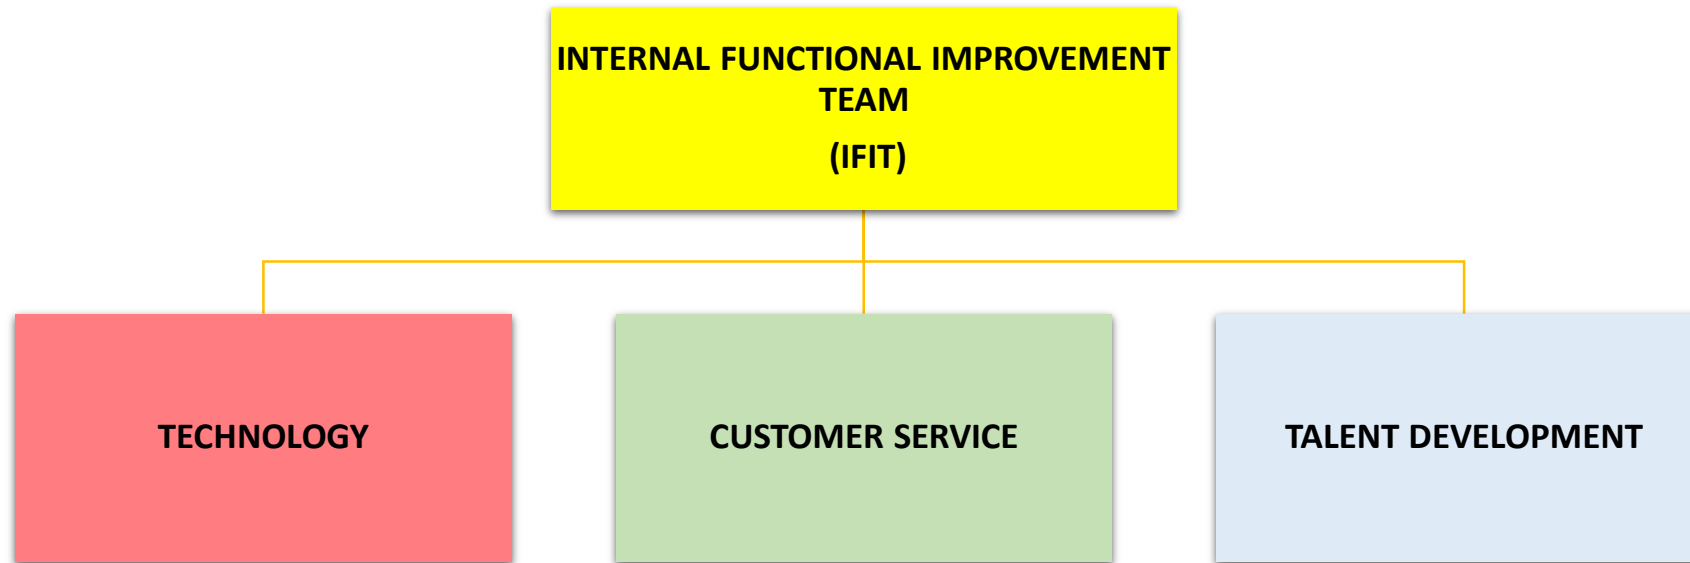 INTERNAL FUNCTIONAL IMPROVEMENT
TEAM
(IFIT)
TECHNOLOGY
CUSTOMER SERVICE
TALENT DEVELOPMENT